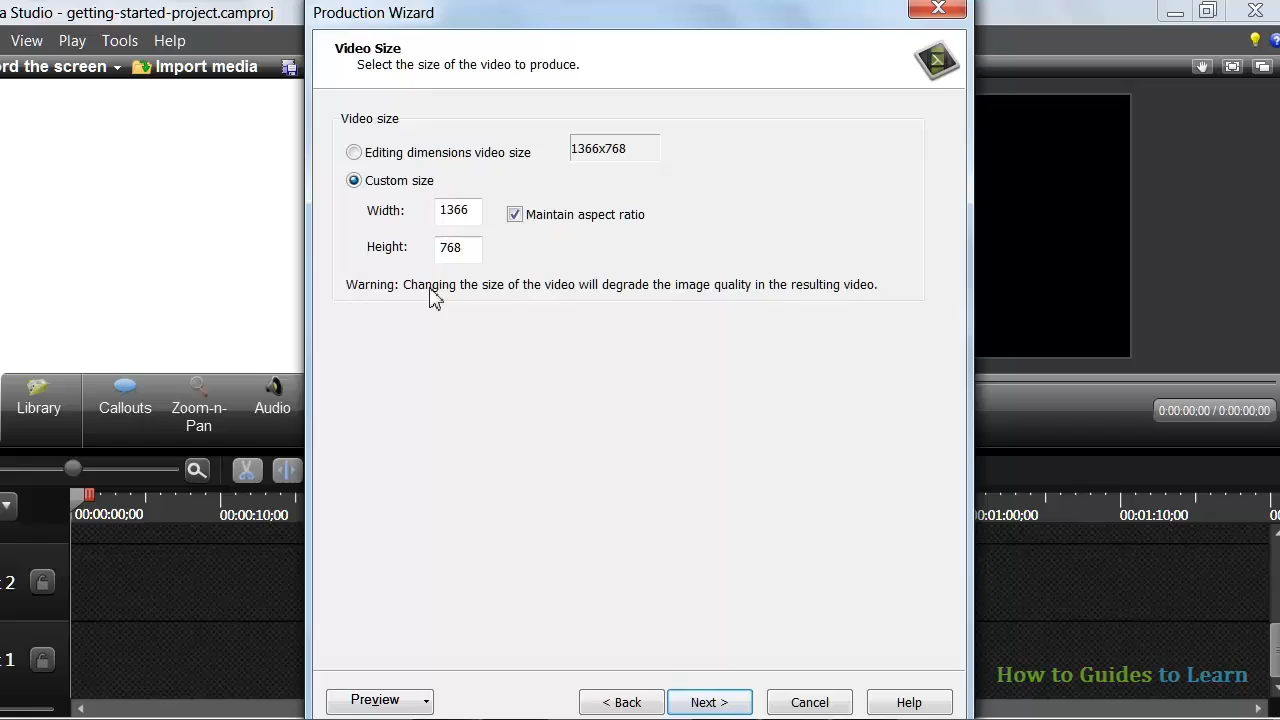 a Studio - getting-started-project.camproj
View Play Tools Help
rd the screen Import media
Production Wizard
Video Size
Select the size of the video to produce.
Video size
Editing dimensions video size 1366x768
Custom size
Width: 1366 Maintain aspect ratio
Height: 768
Warning: Changing the size of the video will degrade the image quality in the resulting video.
Library Callouts Zoom-n-Pan Audio
0:00:00;00 / 0:00:00;00
00:00:00;00 00:00:10;00 0:01:00;00 00:01:10;00 00
2
1
How to Guides to Learn
Preview < Back Next > Cancel Help